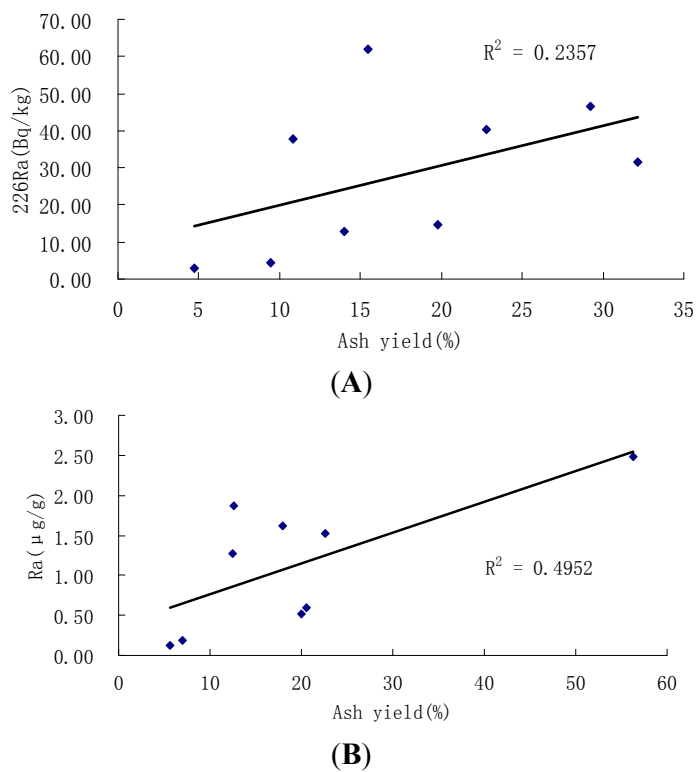 70.00
60.00
50.00
40.00
30.00
20.00
10.00
0.00
226Ra(Bq/kg)
R² = 0.2357
0 5 10 15 20 25 30 35
Ash yield(%)
(A)
3.00
2.50
2.00
1.50
1.00
0.50
0.00
Ra(μg/g)
R² = 0.4952
0 10 20 30 40 50 60
Ash yield(%)
(B)